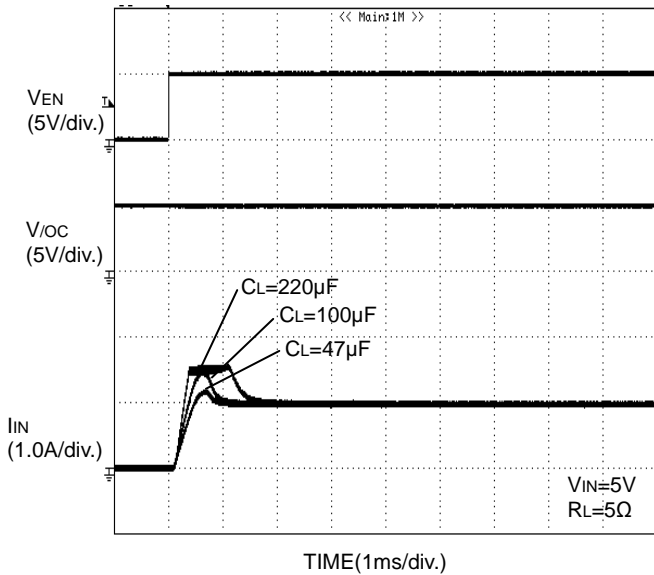 << Main:1M >>
VEN
(5V/div.)
T
V/OC
(5V/div.)
CL=220µF
CL=100µF
CL=47µF
IIN
(1.0A/div.)
VIN=5V
RL=5Ω
TIME(1ms/div.)